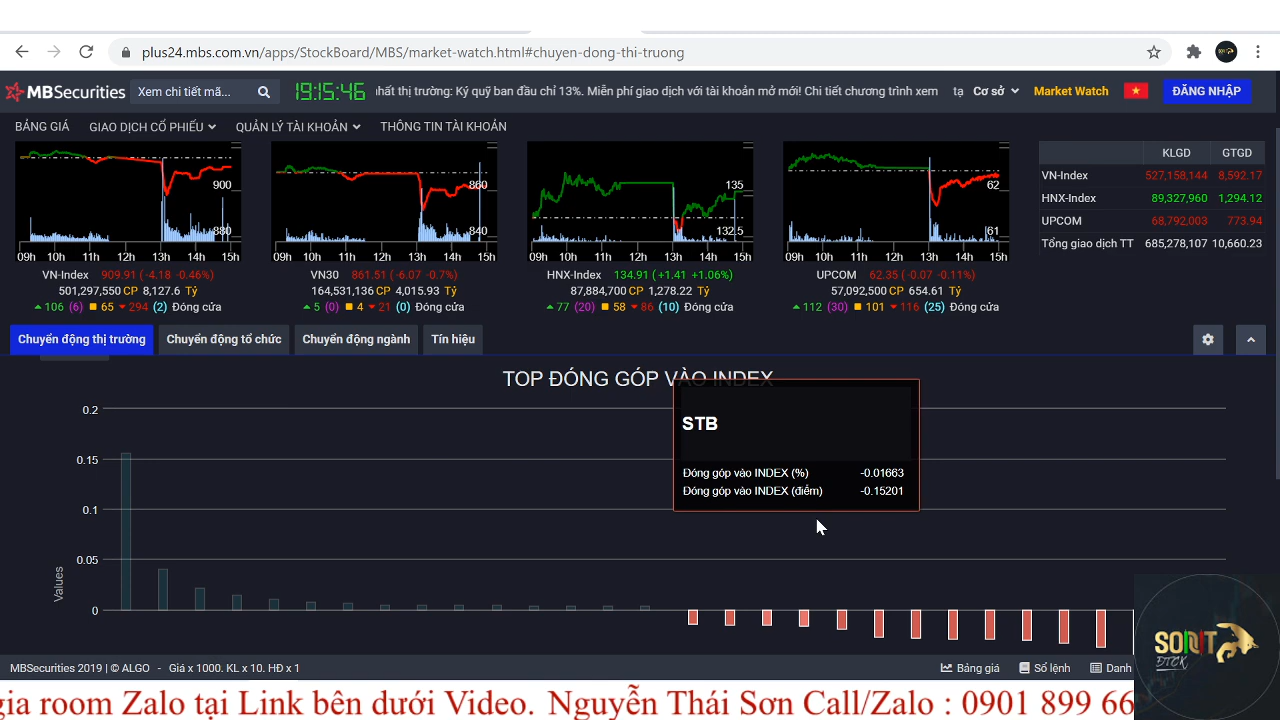 plus24.mbs.com.vn/apps/StockBoard/MBS/market-watch.html#chuyen-dong-thi-truong
MBSecurities Xem chi tiết mã... 19:15:46 hất thị trường: Ký quỹ ban đầu chỉ 13%. Miễn phí giao dịch với tài khoản mở mới! Chi tiết chương trình xem tạ Cơ sở Market Watch ĐĂNG NHẬP
BẢNG GIÁ GIAO DỊCH CỔ PHIẾU QUẢN LÝ TÀI KHOẢN THÔNG TIN TÀI KHOẢN
900
880
09h 10h 11h 12h 13h 14h 15h
VN-Index 909.91 ( -4.18 -0.46%)
501,297,550 CP 8,127.6 Tỷ
106 (6) 65 294 (2) Đóng cửa
860
840
09h 10h 11h 12h 13h 14h 15h
VN30 861.51 ( -6.07 -0.7%)
164,531,136 CP 4,015.93 Tỷ
5 (0) 4 21 (0) Đóng cửa
135
132.5
09h 10h 11h 12h 13h 14h 15h
HNX-Index 134.91 ( +1.41 +1.06%)
87,884,700 CP 1,278.22 Tỷ
77 (20) 58 86 (10) Đóng cửa
62
61
09h 10h 11h 12h 13h 14h 15h
UPCOM 62.35 ( -0.07 -0.11%)
57,092,500 CP 654.61 Tỷ
112 (30) 101 116 (25) Đóng cửa
KLGD GTGD
VN-Index 527,158,144 8,592.17
HNX-Index 89,327,960 1,294.12
UPCOM 68,792,003 773.94
Tổng giao dịch TT 685,278,107 10,660.23
Chuyển động thị trường Chuyển động tổ chức Chuyển động ngành Tín hiệu
TOP ĐÓNG GÓP VÀO INDEX
STB
Đóng góp vào INDEX (%) -0.01663
Đóng góp vào INDEX (điểm) -0.15201
0.2
0.15
0.1
0.05
0
Values
MBSecurities 2019 | © ALGO - Giá x 1000. KL x 10. HĐ x 1 Bảng giá Sổ lệnh Danh
ĐTCK
gia room Zalo tại Link bên dưới Video. Nguyễn Thái Sơn Call/Zalo : 0901 899 66